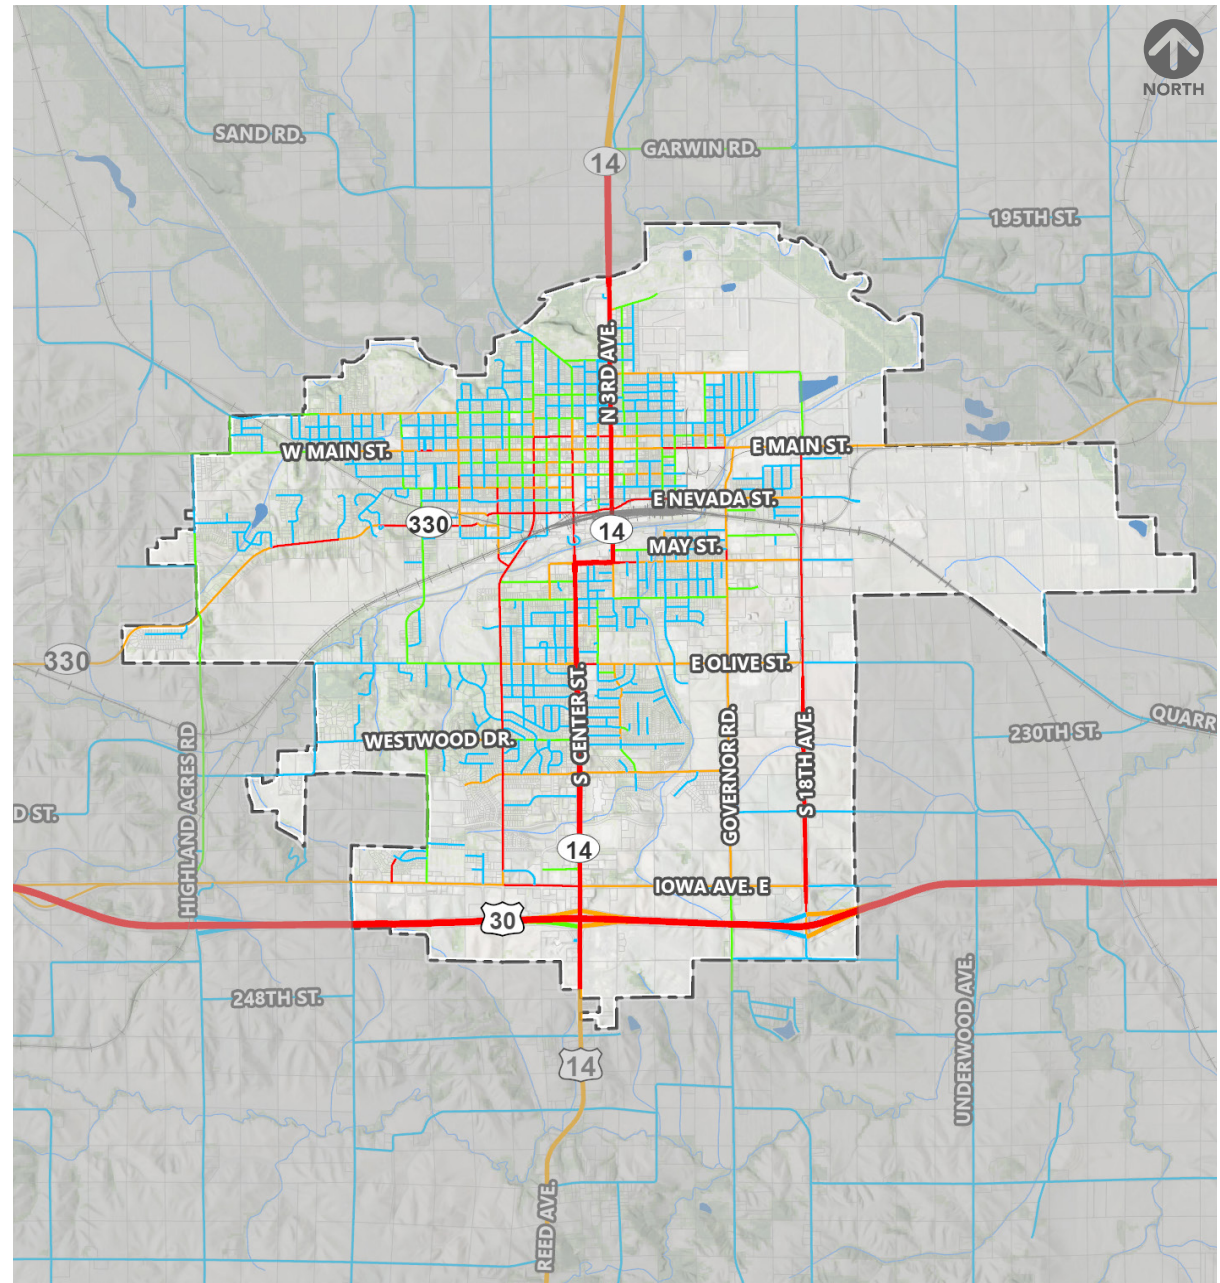 NORTH
SAND RD.
GARWIN RD.
14
195TH ST.
N 3RD AVE.
W MAIN ST.
E MAIN ST.
E NEVADA ST.
330
14
MAY ST.
330
E OLIVE ST.
HIGHLAND ACRES RD
S CENTER ST.
GOVERNOR RD.
S 18TH AVE.
QUARR
230TH ST.
WESTWOOD DR.
D ST.
14
IOWA AVE. E
30
248TH ST.
UNDERWOOD AVE.
14
REED AVE.